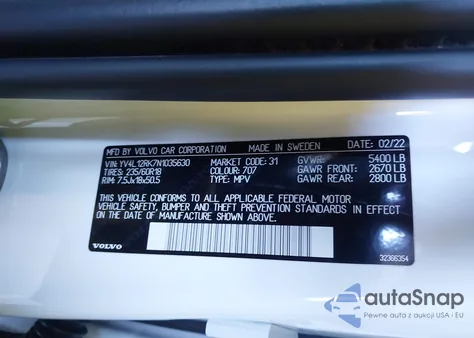 MFD BY VOLVO CAR CORPORATION MADE IN SWEDEN DATE: 02/22
VIN: YV4L12RK7N1035630 MARKET CODE: 31 GVWR: 5400 LB
TIRES: 235/60R18 COLOUR: 707 GAWR FRONT: 2670 LB
RIM: 7.5Jx18x50.5 TYPE: MPV GAWR REAR: 2800 LB
THIS VEHICLE CONFORMS TO ALL APPLICABLE FEDERAL MOTOR
VEHICLE SAFETY, BUMPER AND THEFT PREVENTION STANDARDS IN EFFECT
ON THE DATE OF MANUFACTURE SHOWN ABOVE.
VOLVO
32366354
autoSnap
Pewne auta z USA i EU